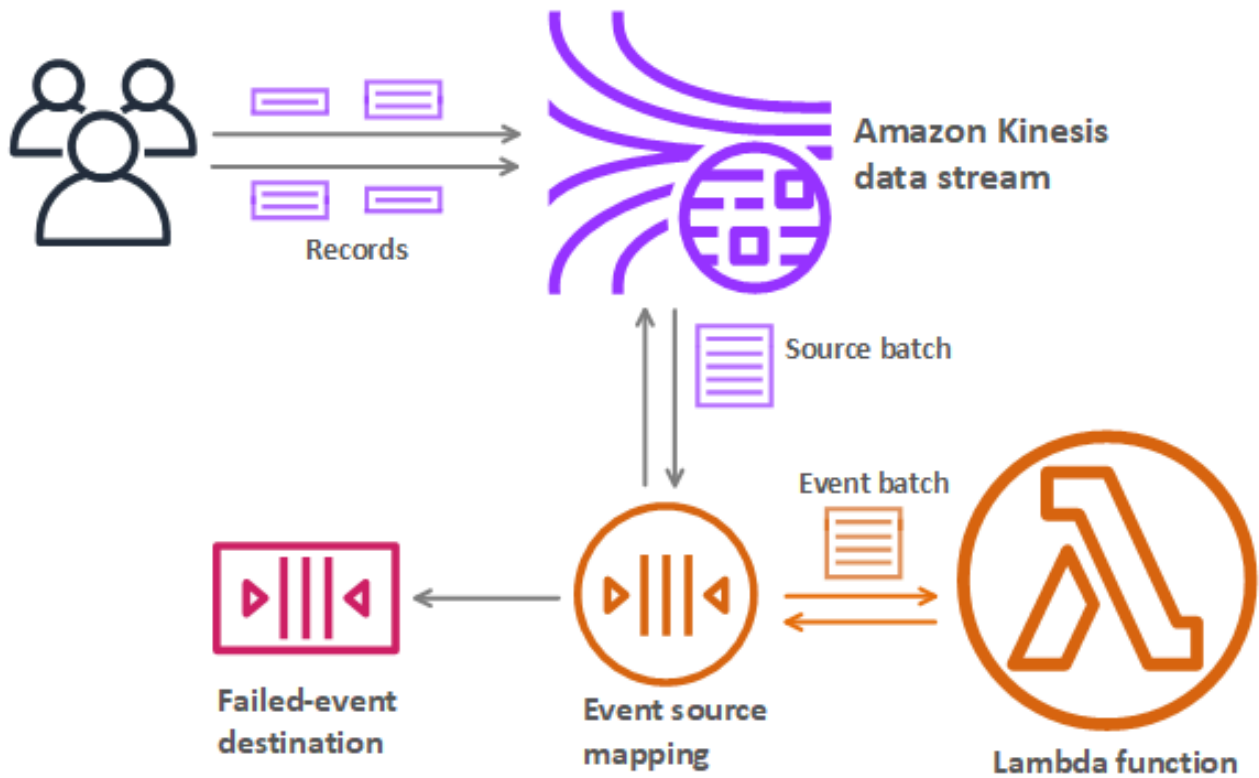 Amazon Kinesis
data stream
Records
Source batch
Event batch
Failed-event
destination
Event source
mapping
Lambda function